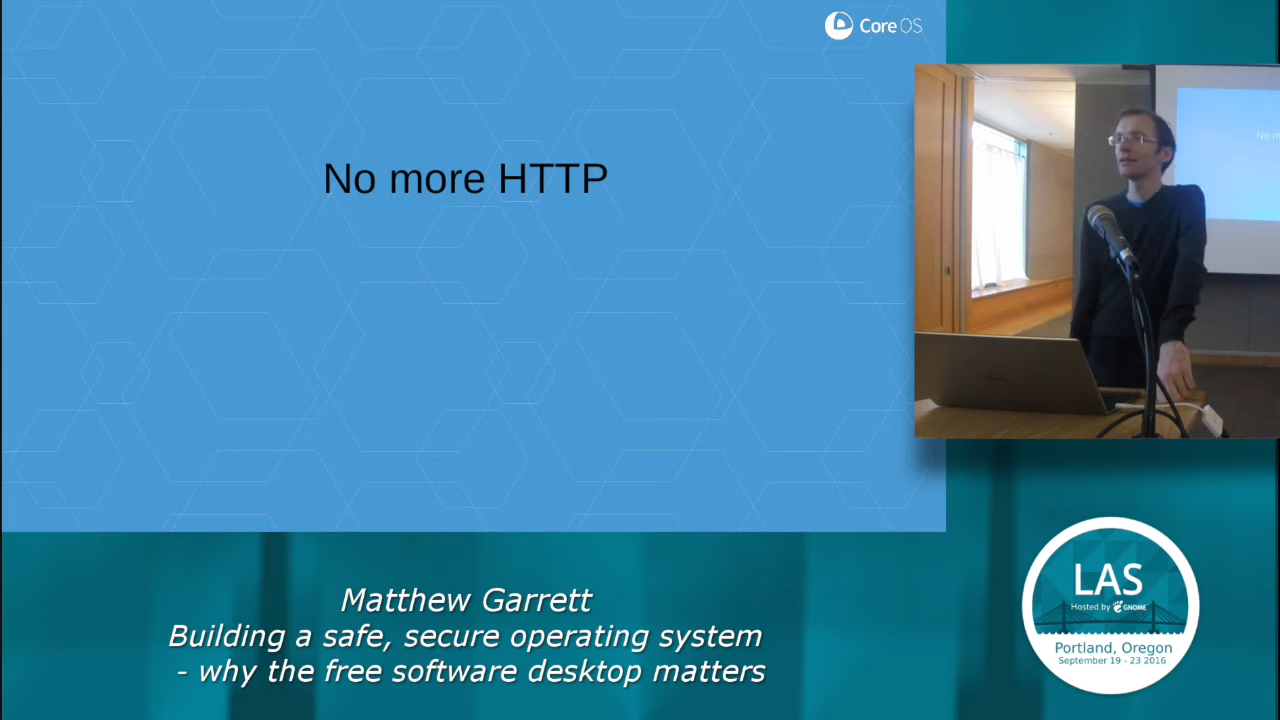 CoreOS
No more HTTP
No m
Matthew Garrett
Building a safe, secure operating system
- why the free software desktop matters
LAS
Hosted by GNOME
Portland, Oregon
September 19 - 23 2016